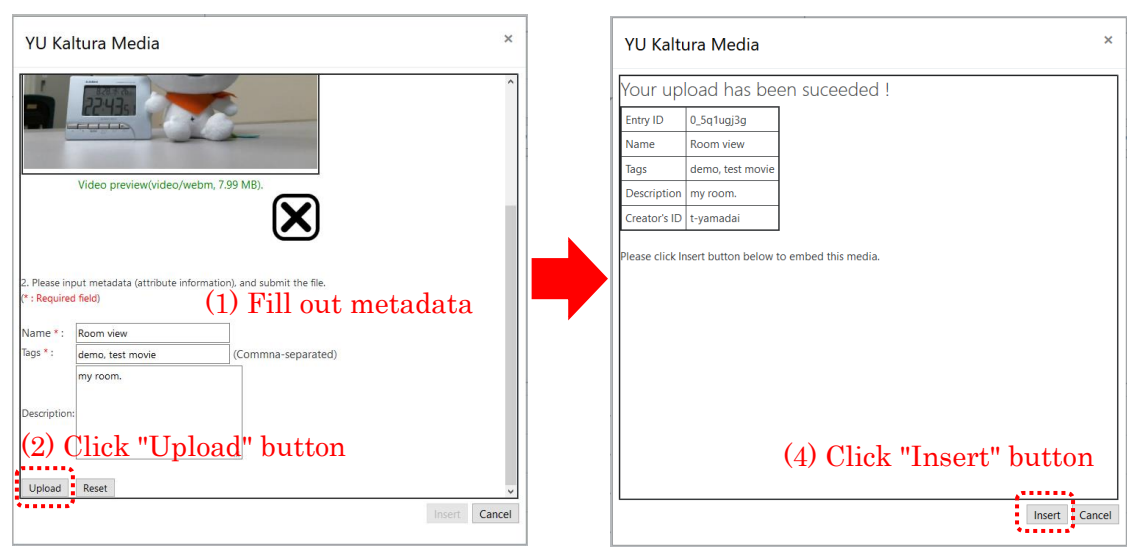 YU Kaltura Media
×
22:43
Video preview(video/webm, 7.99 MB).
2. Please input metadata (attribute information), and submit the file.
(* : Required field)
(1) Fill out metadata
Name * :
Room view
Tags * :
demo, test movie
(Commna-separated)
my room.
Description:
(2) Click "Upload" button
Upload
Reset
Insert
Cancel
YU Kaltura Media
×
Your upload has been suceeded !
Entry ID 0_5q1ugj3g
Name Room view
Tags demo, test movie
Description my room.
Creator's ID t-yamadai
Please click Insert button below to embed this media.
(4) Click "Insert" button
Insert
Cancel